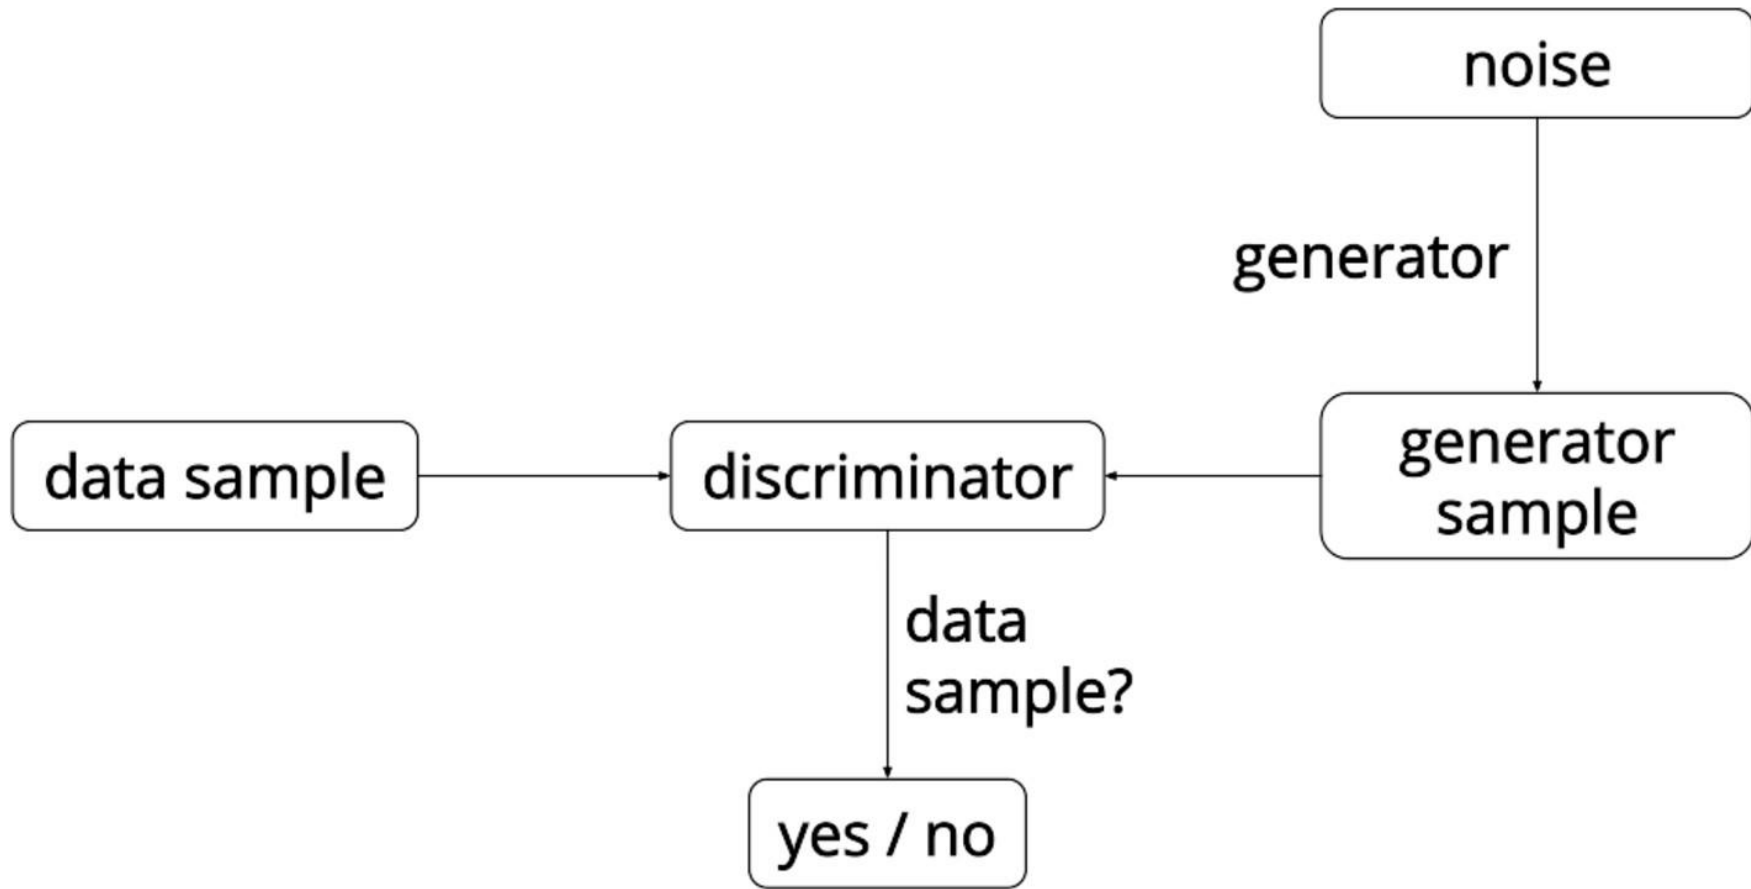 noise
generator
data sample
discriminator
generator
sample
data
sample?
yes / no